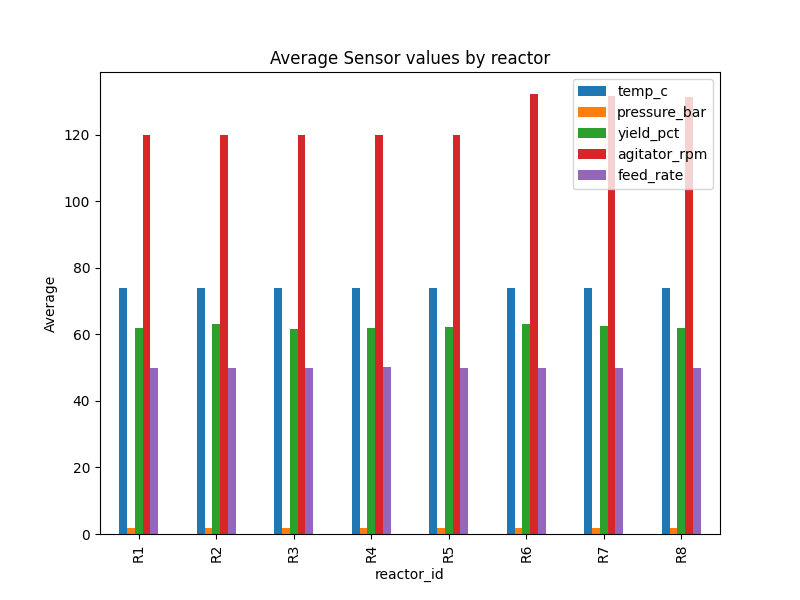 Average Sensor values by reactor
temp_c
pressure_bar
yield_pct
agitator_rpm
feed_rate
120
100
80
60
40
20
0
Average
R1 R2 R3 R4 R5 R6 R7 R8
reactor_id